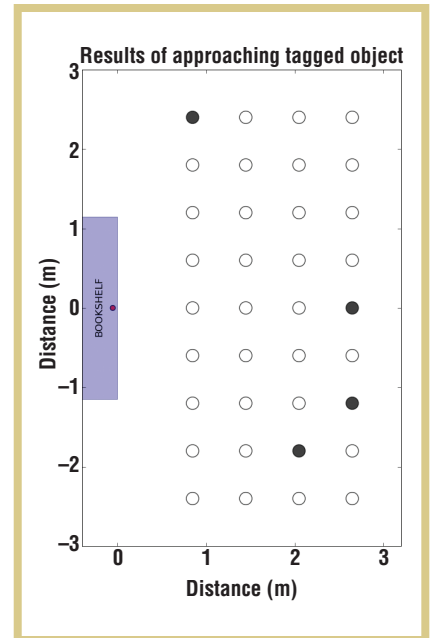 Results of approaching tagged object
3
2
1
0
–1
–2
–3
Distance (m)
BOOKSHELF
0
1
2
3
Distance (m)